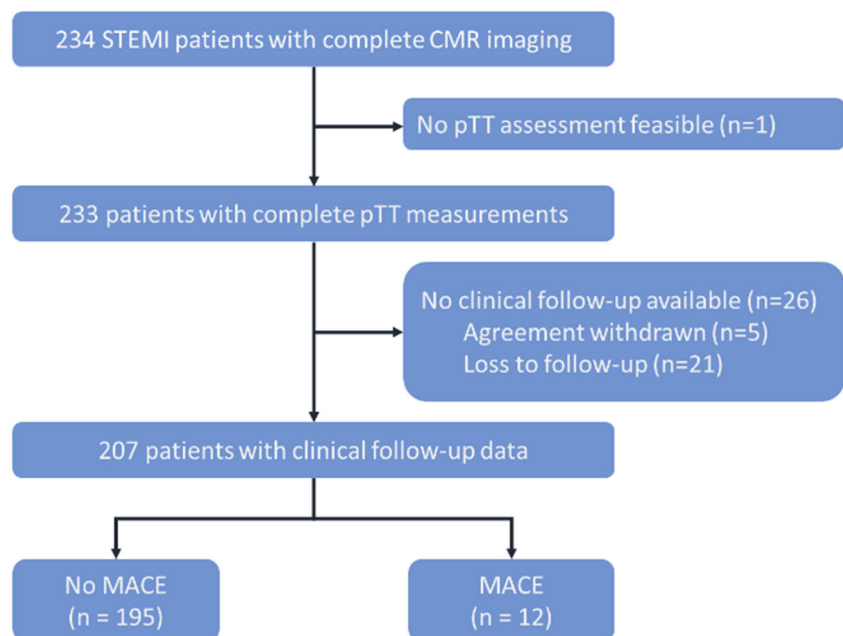 234 STEMI patients with complete CMR imaging
No pTT assessment feasible (n=1)
233 patients with complete pTT measurements
No clinical follow-up available (n=26)
Agreement withdrawn (n=5)
Loss to follow-up (n=21)
207 patients with clinical follow-up data
No MACE
(n = 195)
MACE
(n = 12)